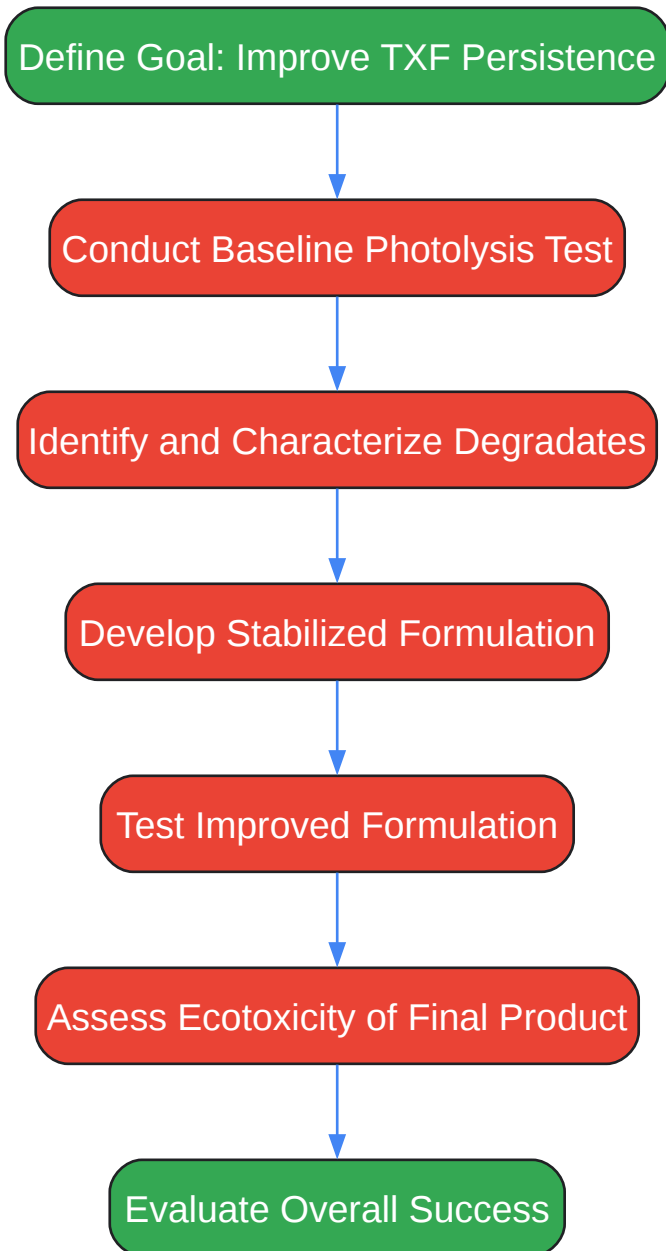 Define Goal: Improve TXF Persistence
Conduct Baseline Photolysis Test
Identify and Characterize Degradates
Develop Stabilized Formulation
Test Improved Formulation
Assess Ecotoxicity of Final Product
Evaluate Overall Success